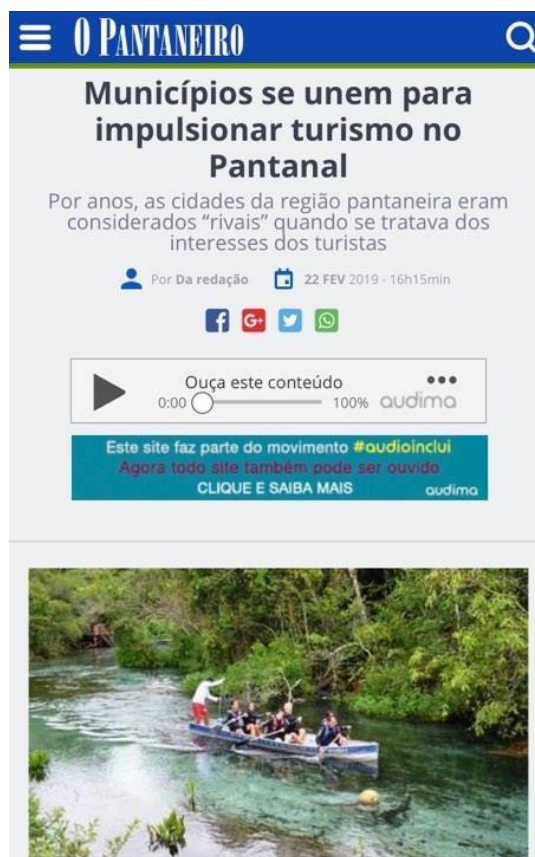 O PANTANEIRO
Municípios se unem para
impulsionar turismo no
Pantanal
Por anos, as cidades da região pantaneira eram
considerados “rivais” quando se tratava dos
interesses dos turistas
Por Da redação 22 FEV 2019 - 16h15min
f G+
Ouça este conteúdo
0:00 100% audima
Este site faz parte do movimento #audioinclui
Agora todo site também pode ser ouvido
CLIQUE E SAIBA MAIS audima